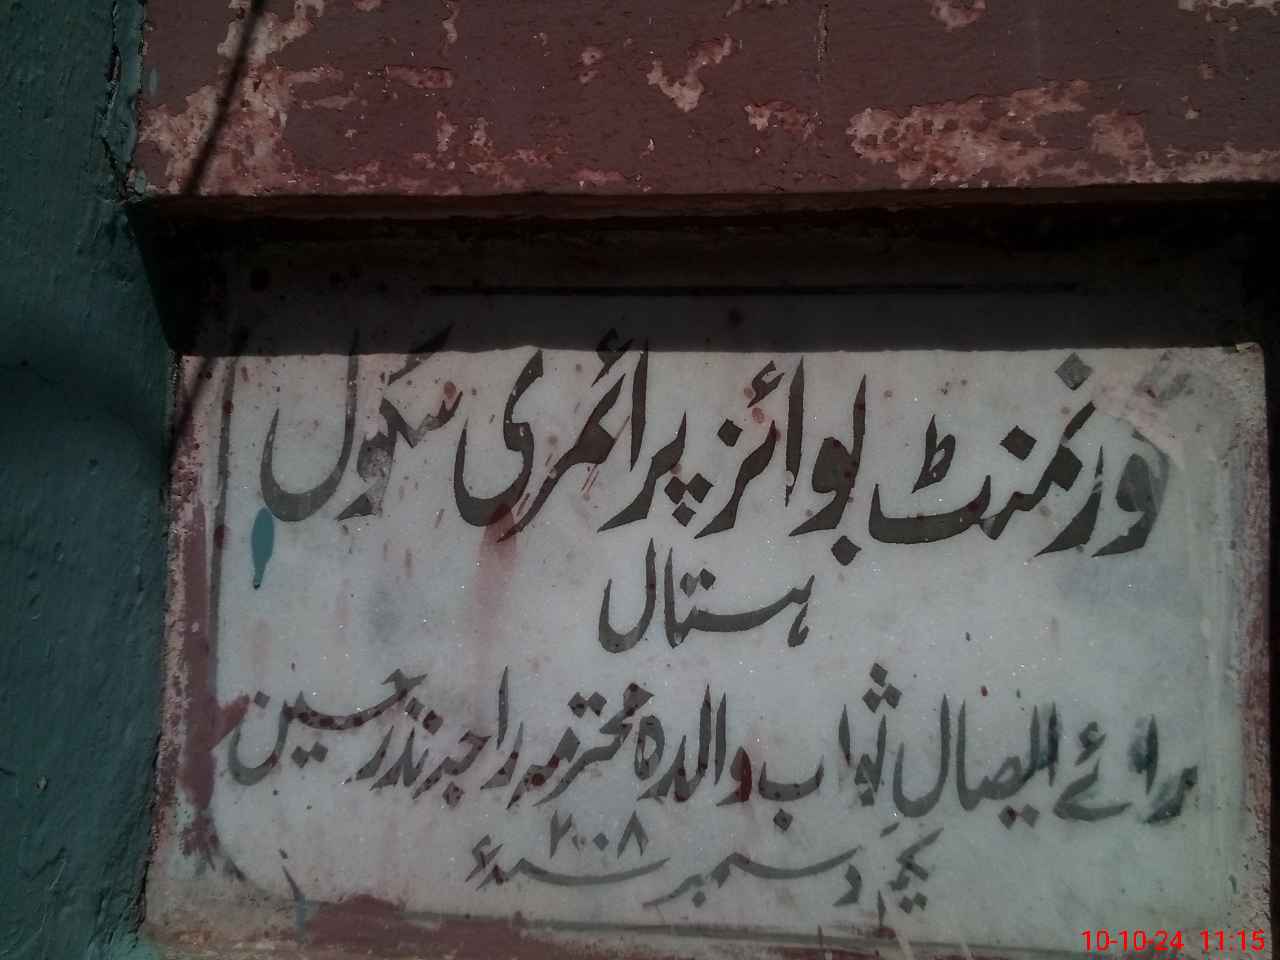 ورنمنٹ بوائز پرائمری سکول
ہستال
برائے ایصال ثواب والدہ محترمہ راجہ نذر حسین
یکم دسمبر ۲۰۰۸ء
10-10-24 11:15